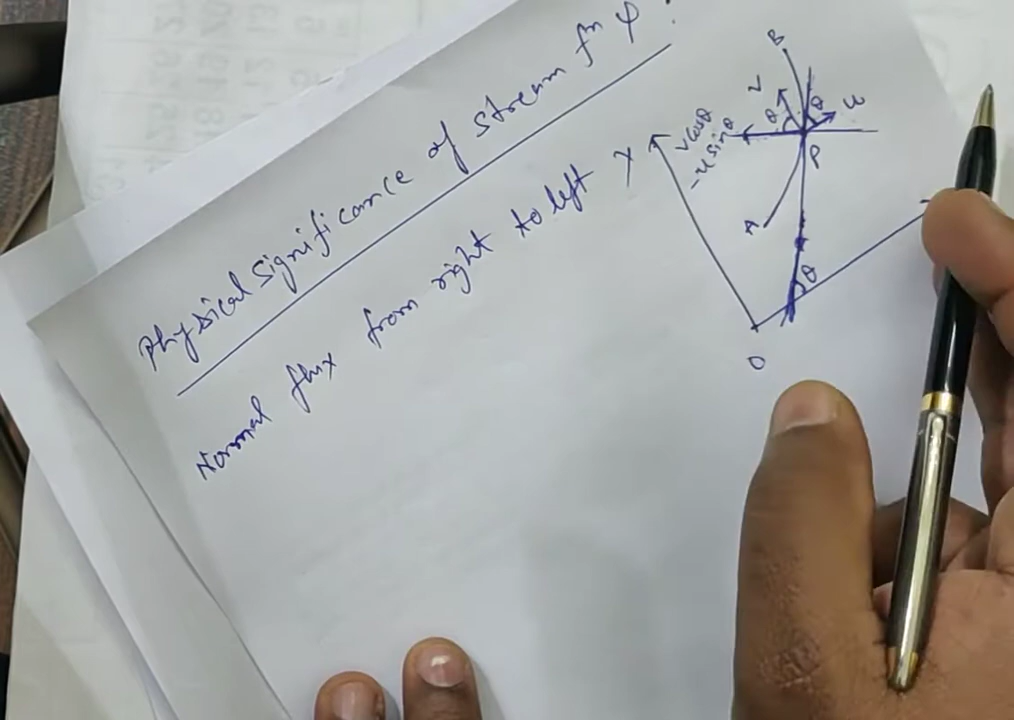 Physical Significance of Stream fn ψ :
Normal flux from right to left
Y
B
v
θ
θ
u
v cosθ
-u sinθ
P
A
θ
O